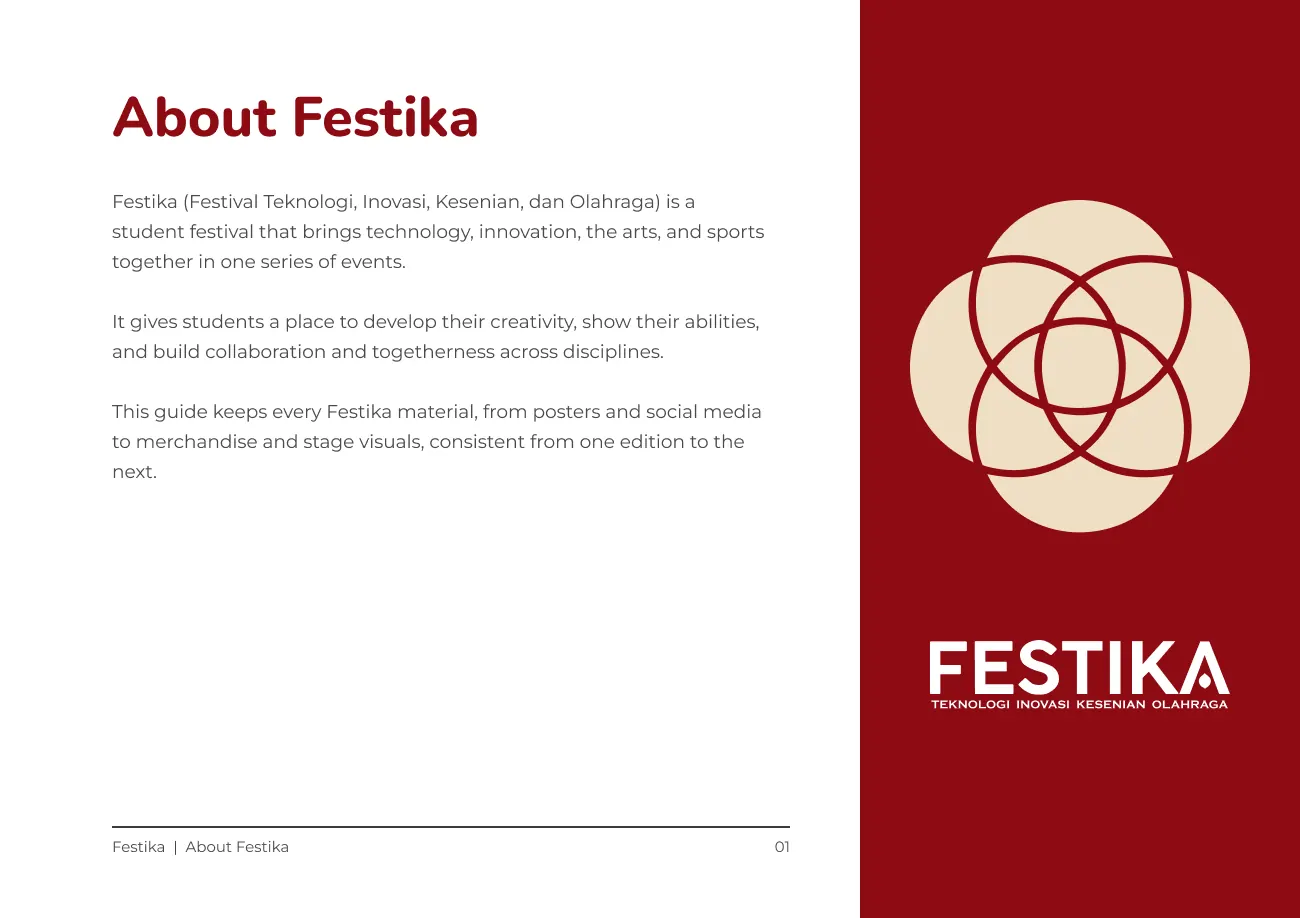 About Festika
Festika (Festival Teknologi, Inovasi, Kesenian, dan Olahraga) is a
student festival that brings technology, innovation, the arts, and sports
together in one series of events.
It gives students a place to develop their creativity, show their abilities,
and build collaboration and togetherness across disciplines.
This guide keeps every Festika material, from posters and social media
to merchandise and stage visuals, consistent from one edition to the
next.
FESTIKA
TEKNOLOGI INOVASI KESENIAN OLAHRAGA
Festika | About Festika
01